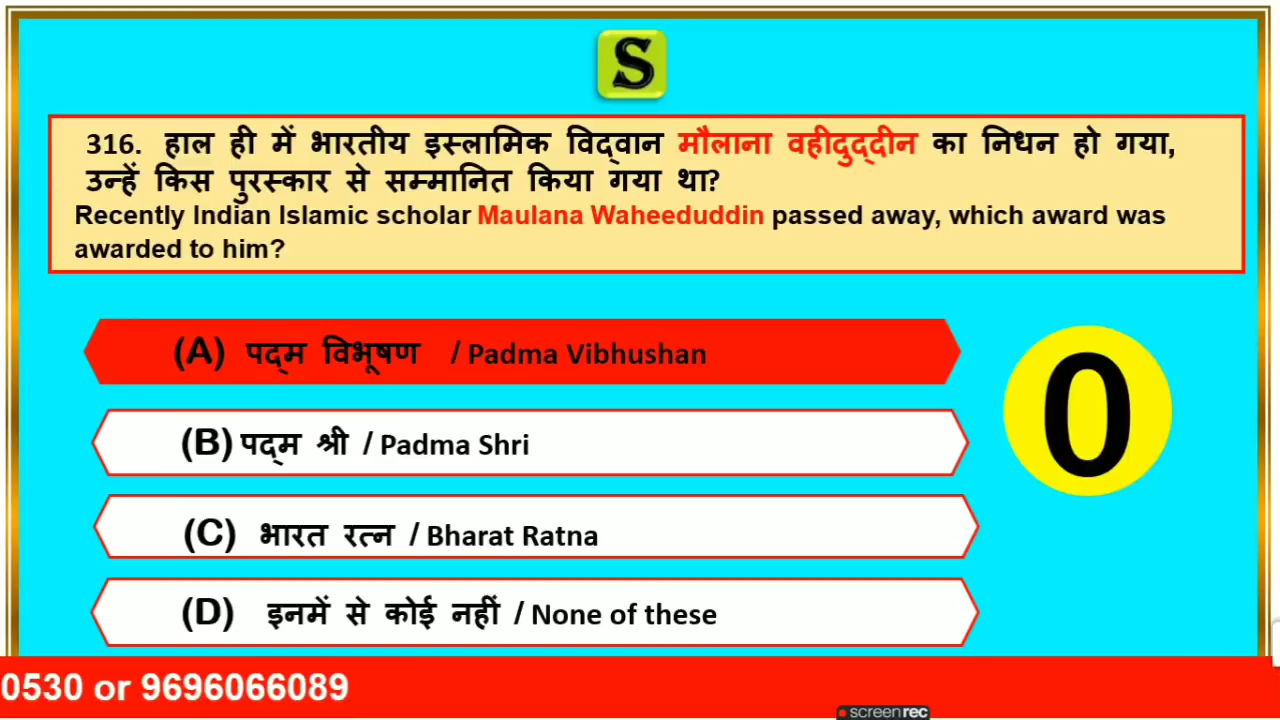 S
316. हाल ही में भारतीय इस्लामिक विद्वान मौलाना वहीदुद्दीन का निधन हो गया,
उन्हें किस पुरस्कार से सम्मानित किया गया था?
Recently Indian Islamic scholar Maulana Waheeduddin passed away, which award was
awarded to him?
(A) पद्म विभूषण / Padma Vibhushan
(B) पद्म श्री / Padma Shri
0
(C) भारत रत्न / Bharat Ratna
(D) इनमें से कोई नहीं / None of these
0530 or 9696066089
screenrec